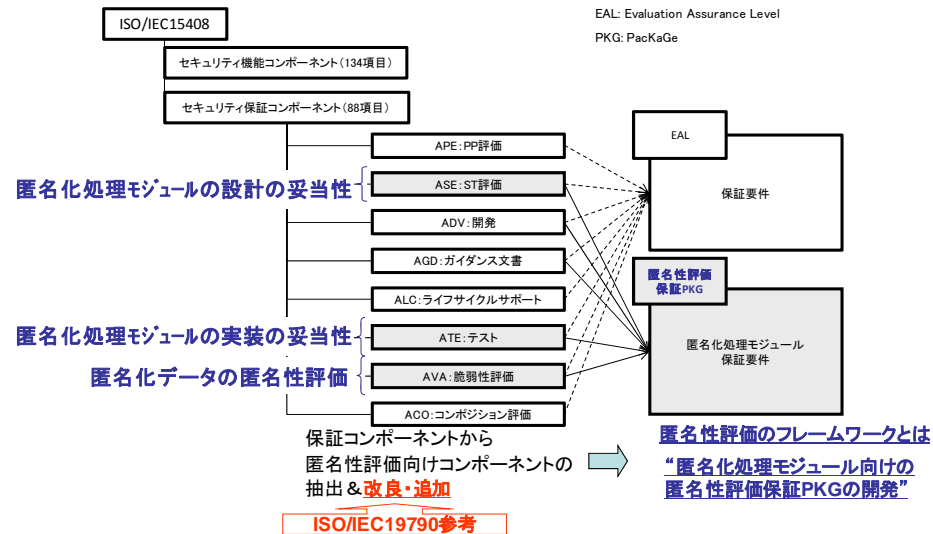 ISO/IEC15408
EAL: Evaluation Assurance Level
PKG: PacKaGe
セキュリティ機能コンポーネント(134項目)
セキュリティ保証コンポーネント(88項目)
APE:PP評価
ASE:ST評価
ADV:開発
AGD:ガイダンス文書
ALC:ライフサイクルサポート
ATE:テスト
AVA:脆弱性評価
ACO:コンポジション評価
匿名化処理モジュールの設計の妥当性
匿名化処理モジュールの実装の妥当性
匿名化データの匿名性評価
EAL
保証要件
匿名性評価
保証PKG
匿名化処理モジュール
保証要件
保証コンポーネントから
匿名性評価向けコンポーネントの
抽出&改良・追加
ISO/IEC19790参考
匿名性評価のフレームワークとは
“匿名化処理モジュール向けの
匿名性評価保証PKGの開発”